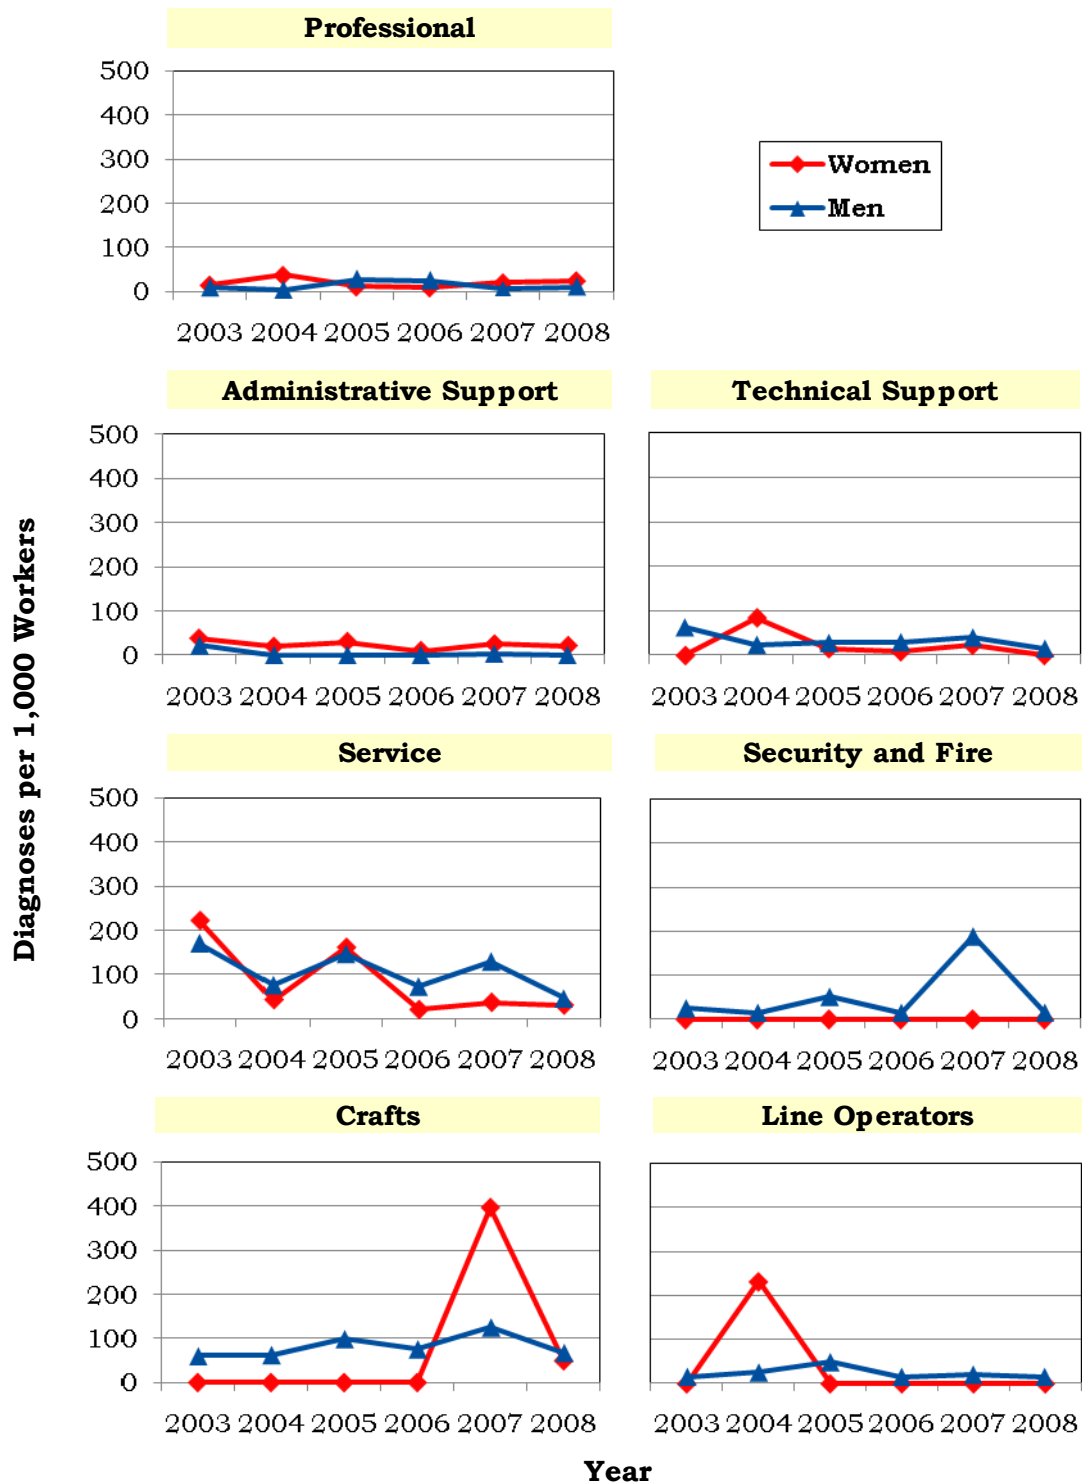 Professional
500
400
300
200
100
0
2003 2004 2005 2006 2007 2008
Women
Men
Diagnoses per 1,000 Workers
Administrative Support
500
400
300
200
100
0
2003 2004 2005 2006 2007 2008
Technical Support
2003 2004 2005 2006 2007 2008
Service
500
400
300
200
100
0
2003 2004 2005 2006 2007 2008
Security and Fire
2003 2004 2005 2006 2007 2008
Crafts
500
400
300
200
100
0
2003 2004 2005 2006 2007 2008
Line Operators
2003 2004 2005 2006 2007 2008
Year